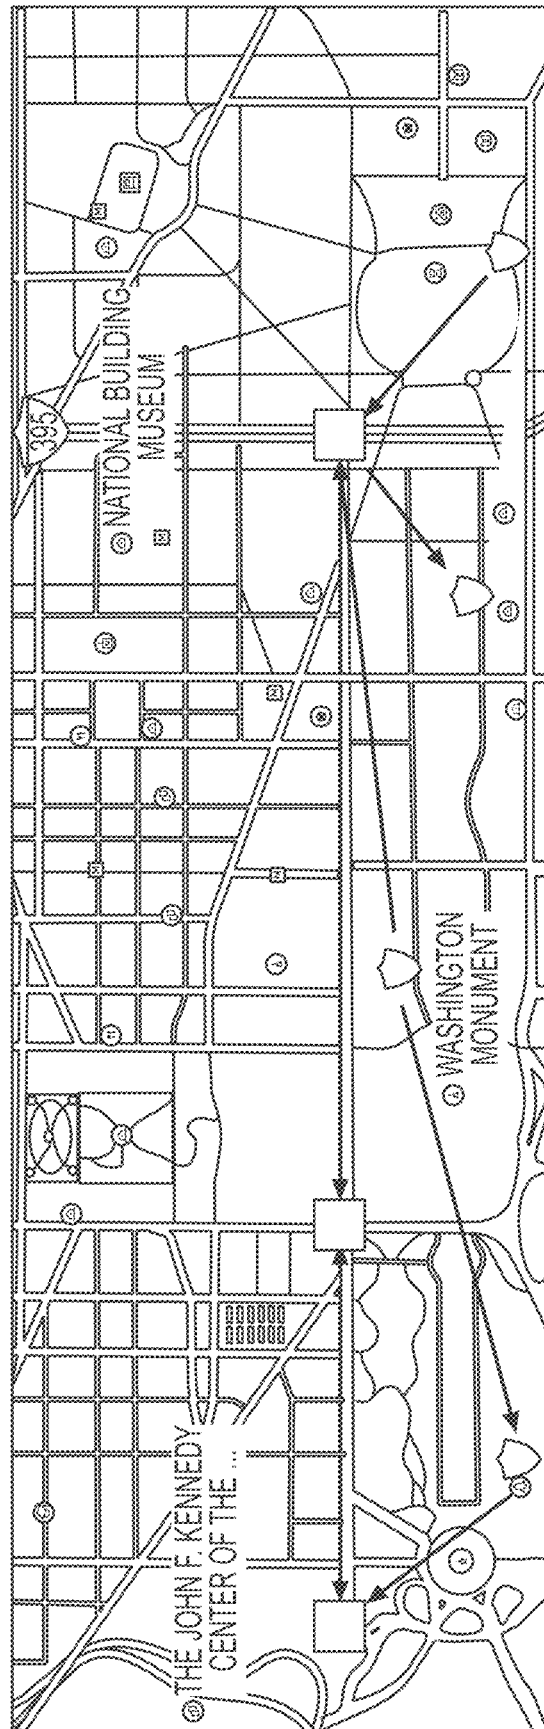 THE JOHN F. KENNEDY
CENTER OF THE ...
WASHINGTON
MONUMENT
NATIONAL BUILDING
MUSEUM
395